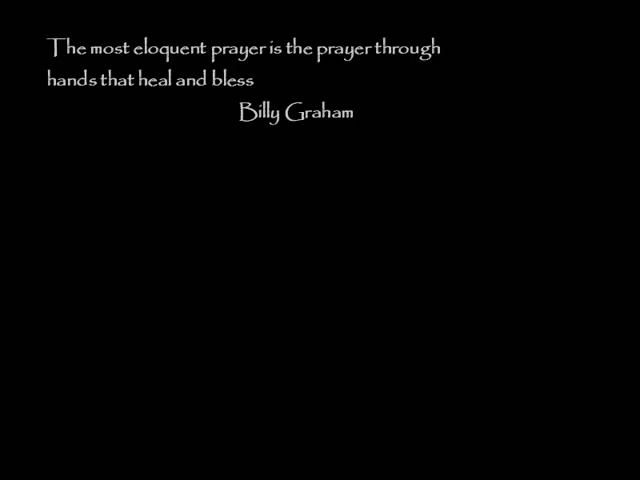 The most eloquent prayer is the prayer through
hands that heal and bless
Billy Graham